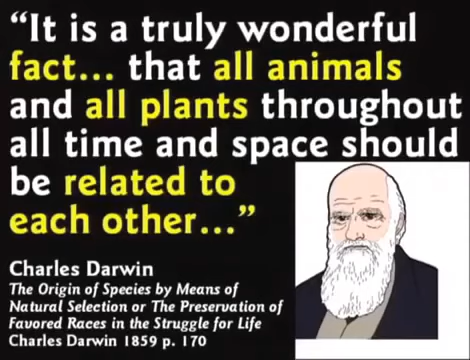 “It is a truly wonderful
fact... that all animals
and all plants throughout
all time and space should
be related to
each other...”
Charles Darwin
The Origin of Species by Means of
Natural Selection or The Preservation of
Favored Races in the Struggle for Life
Charles Darwin 1859 p. 170